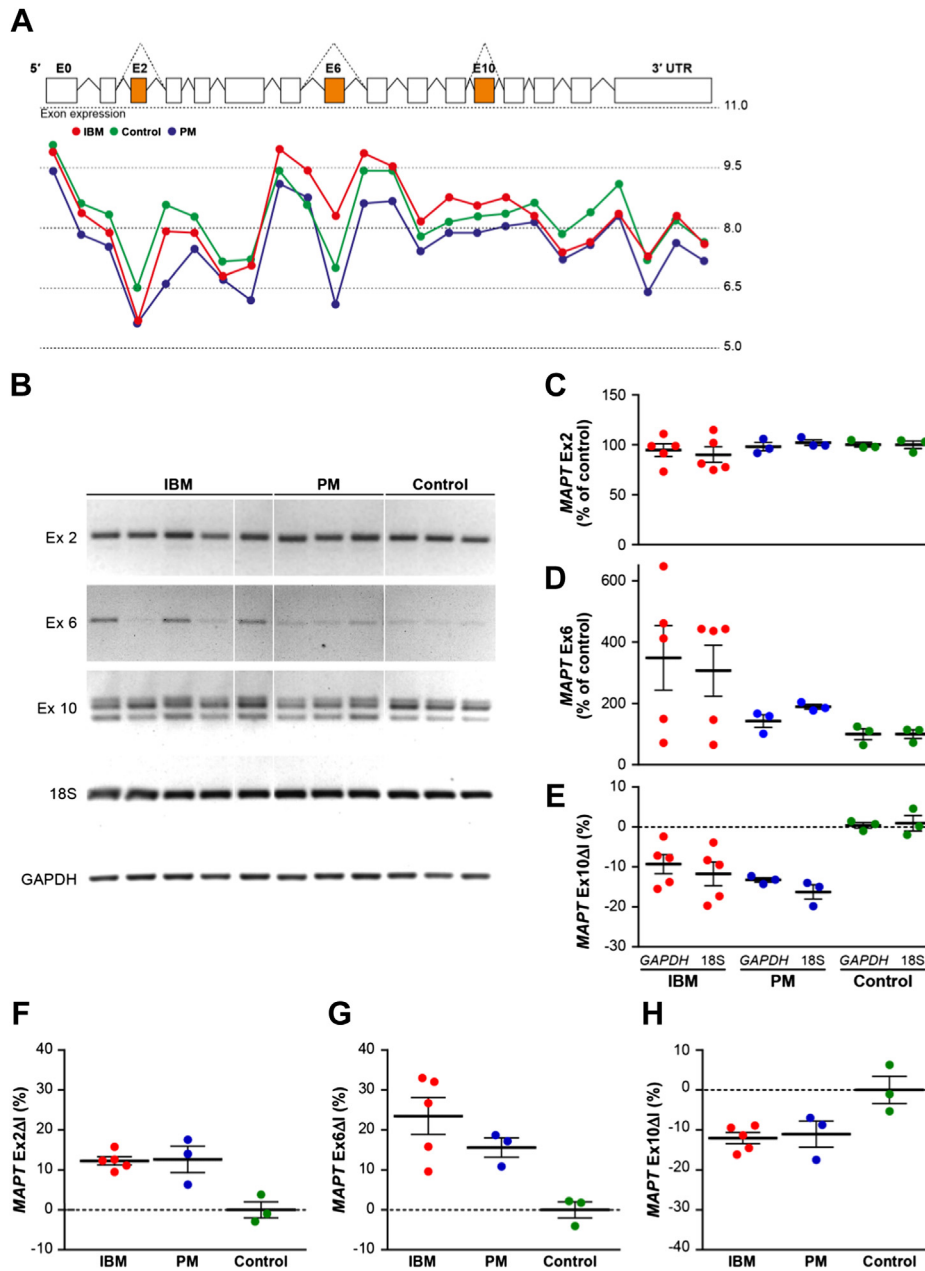 A
5′ E0 E2 E6 E10 3′ UTR
11.0
Exon expression
IBM Control PM
9.5
8.0
6.5
5.0
B
IBM PM Control
Ex 2
Ex 6
Ex 10
18S
GAPDH
C
MAPT Ex2
(% of control)
150
100
50
0
D
MAPT Ex6
(% of control)
600
400
200
0
E
MAPT Ex10ΔI (%)
10
0
-10
-20
-30
GAPDH 18S GAPDH 18S GAPDH 18S
IBM PM Control
F
MAPT Ex2ΔI (%)
40
30
20
10
0
-10
IBM PM Control
G
MAPT Ex6ΔI (%)
40
30
20
10
0
-10
IBM PM Control
H
MAPT Ex10ΔI (%)
10
0
-10
-20
-30
-40
IBM PM Control